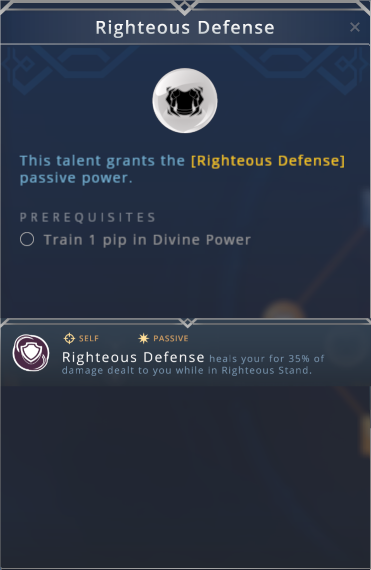 Righteous Defense
This talent grants the [Righteous Defense]
passive power.
PREREQUISITES
Train 1 pip in Divine Power
SELF PASSIVE
Righteous Defense heals your for 35% of
damage dealt to you while in Righteous Stand.